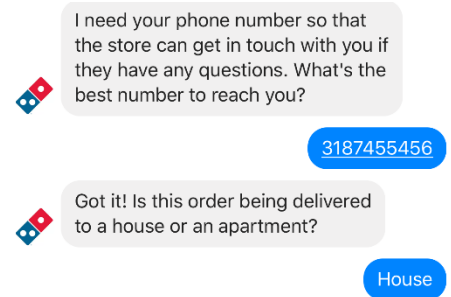 I need your phone number so that
the store can get in touch with you if
they have any questions. What's the
best number to reach you?
3187455456
Got it! Is this order being delivered
to a house or an apartment?
House